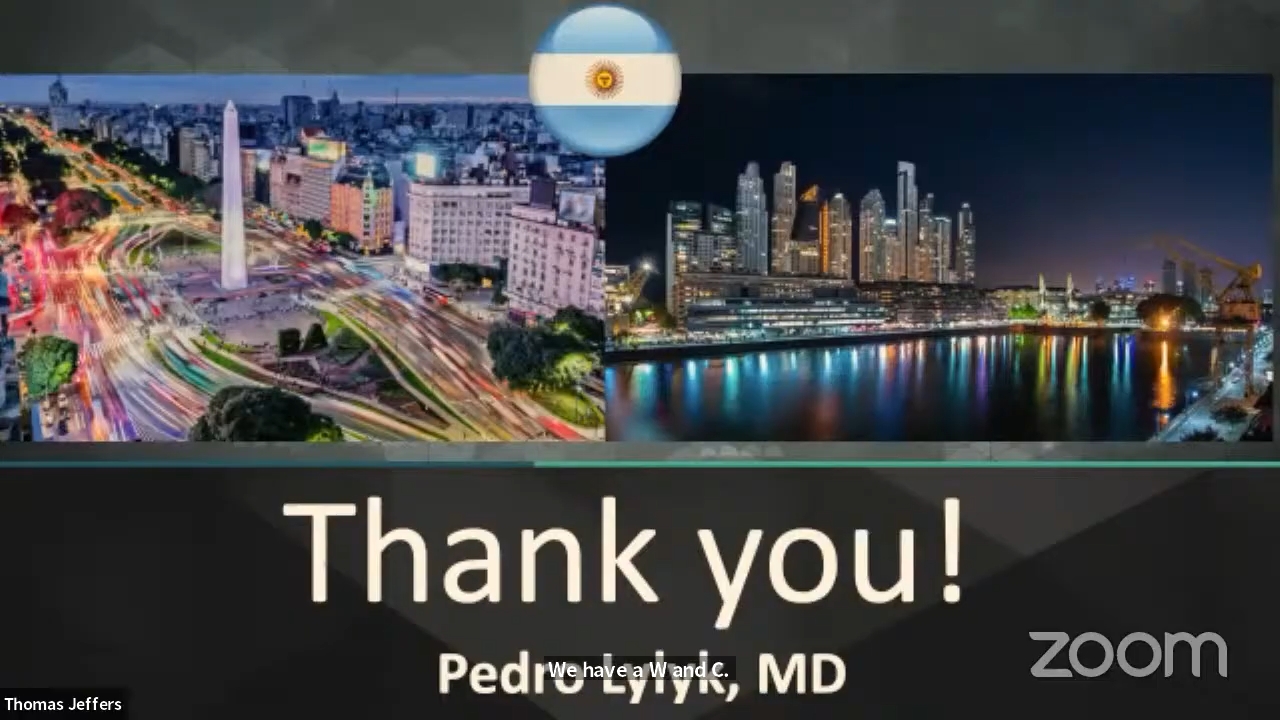 Thank you!
Pedro Lylyk, MD
We have a W and C.
zoom
Thomas Jeffers